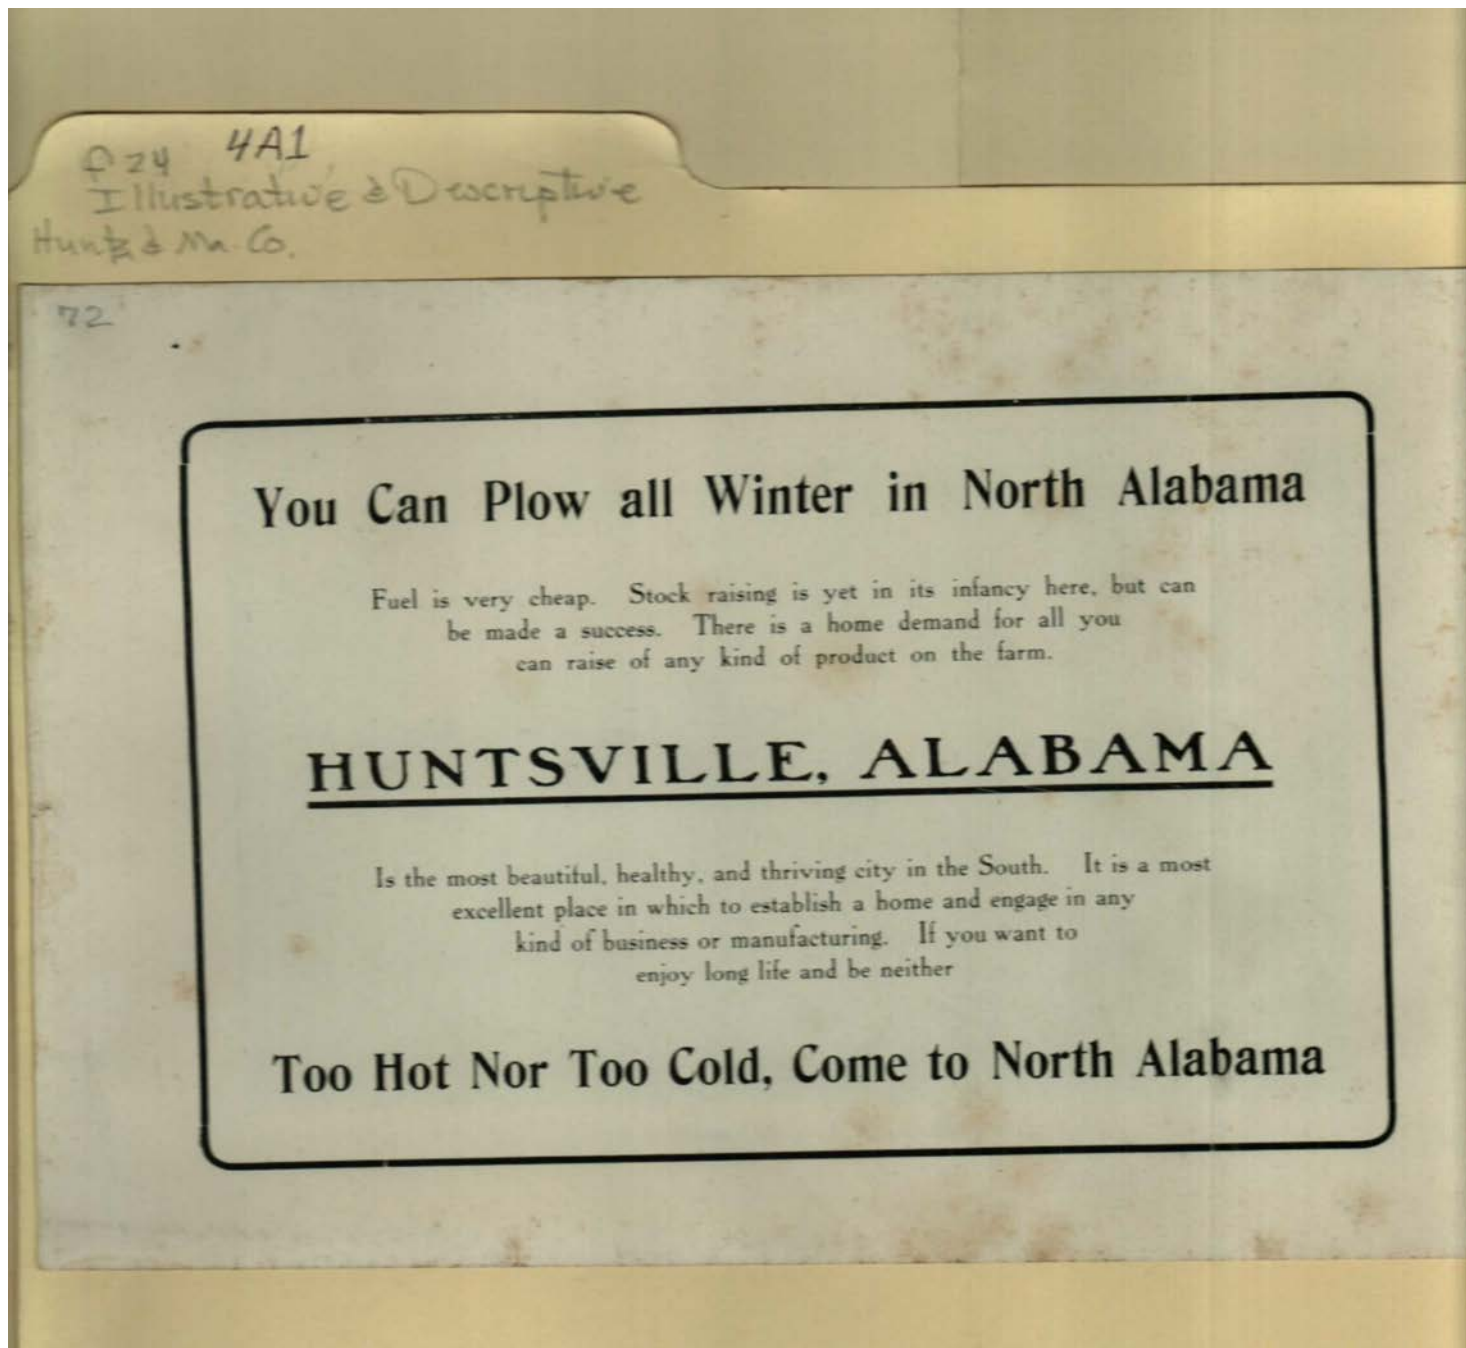 4A1
f 24
Illustrative & Descriptive
Hunts & Ma. Co.
72
You Can Plow all Winter in North Alabama
Fuel is very cheap. Stock raising is yet in its infancy here, but can
be made a success. There is a home demand for all you
can raise of any kind of product on the farm.
HUNTSVILLE, ALABAMA
Is the most beautiful, healthy, and thriving city in the South. It is a most
excellent place in which to establish a home and engage in any
kind of business or manufacturing. If you want to
enjoy long life and be neither
Too Hot Nor Too Cold, Come to North Alabama